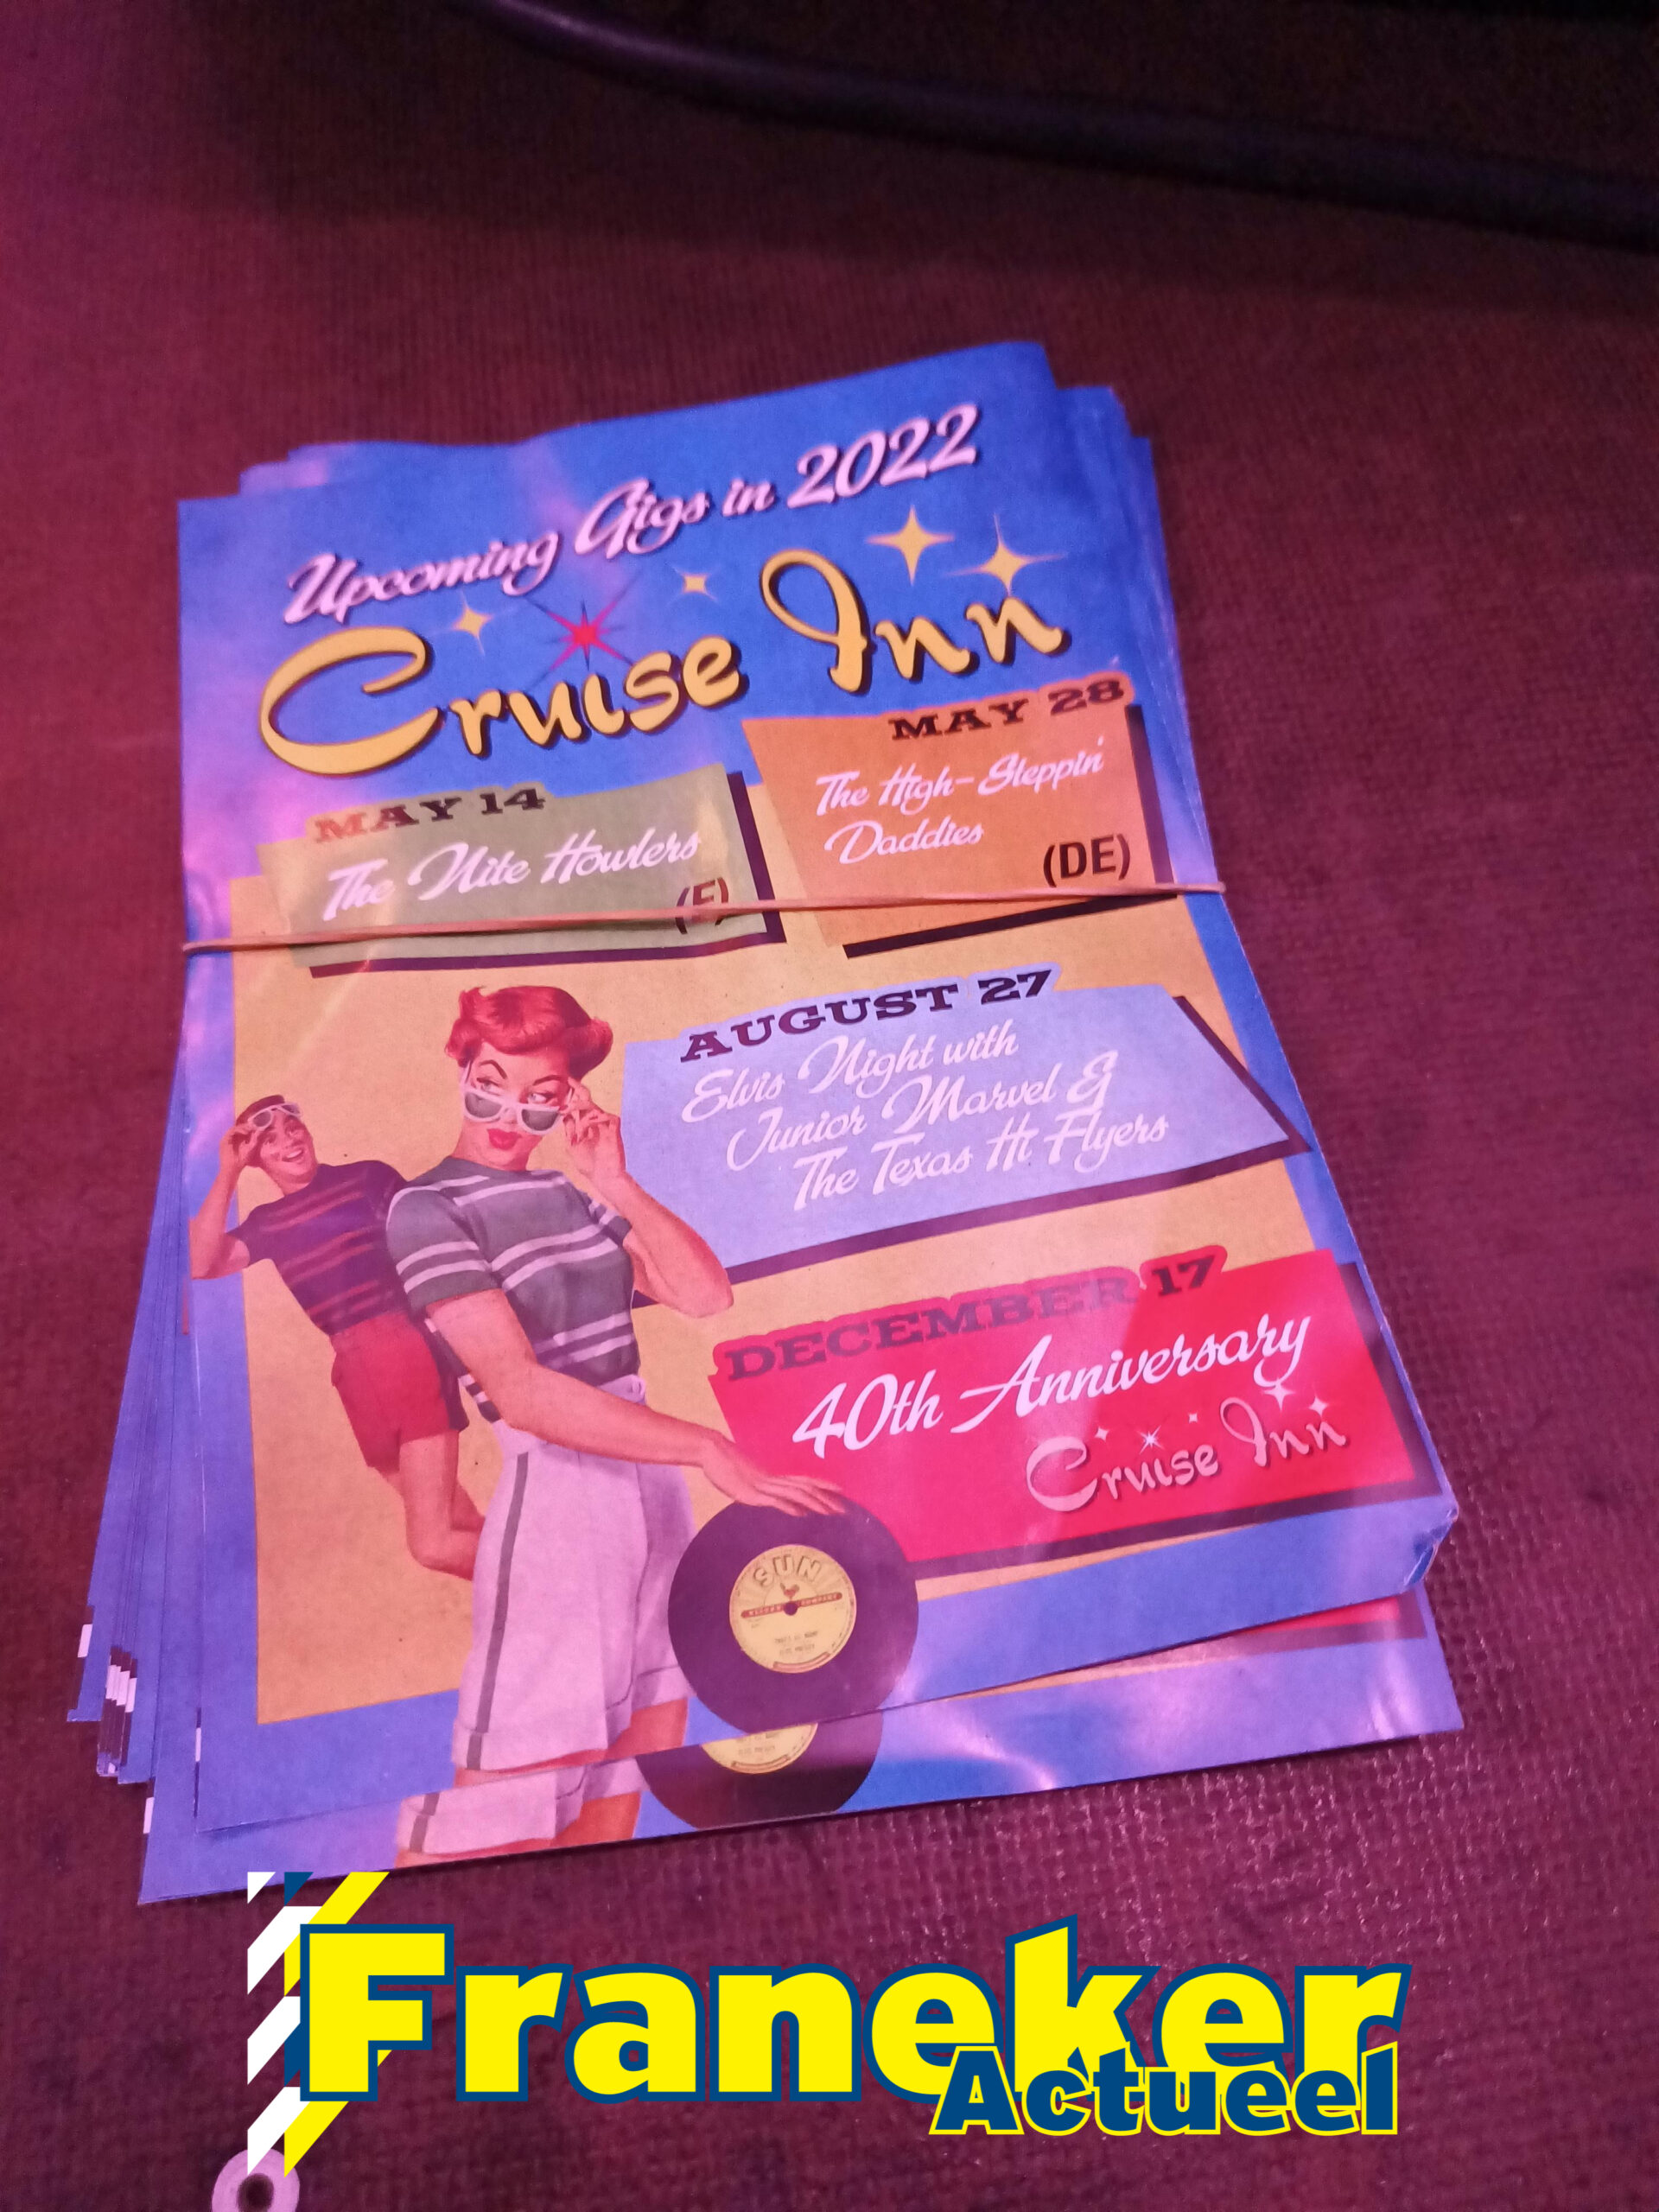 Upcoming Gigs in 2022
Cruise Inn
MAY 14
The Nite Howlers
(F)
MAY 28
The High-Steppin'
Daddies
(DE)
AUGUST 27
Elvis Night with
Junior Marvel &
The Texas Hi Flyers
DECEMBER 17
40th Anniversary
Cruise Inn
SUN
RECORD COMPANY
Franeker
Actueel